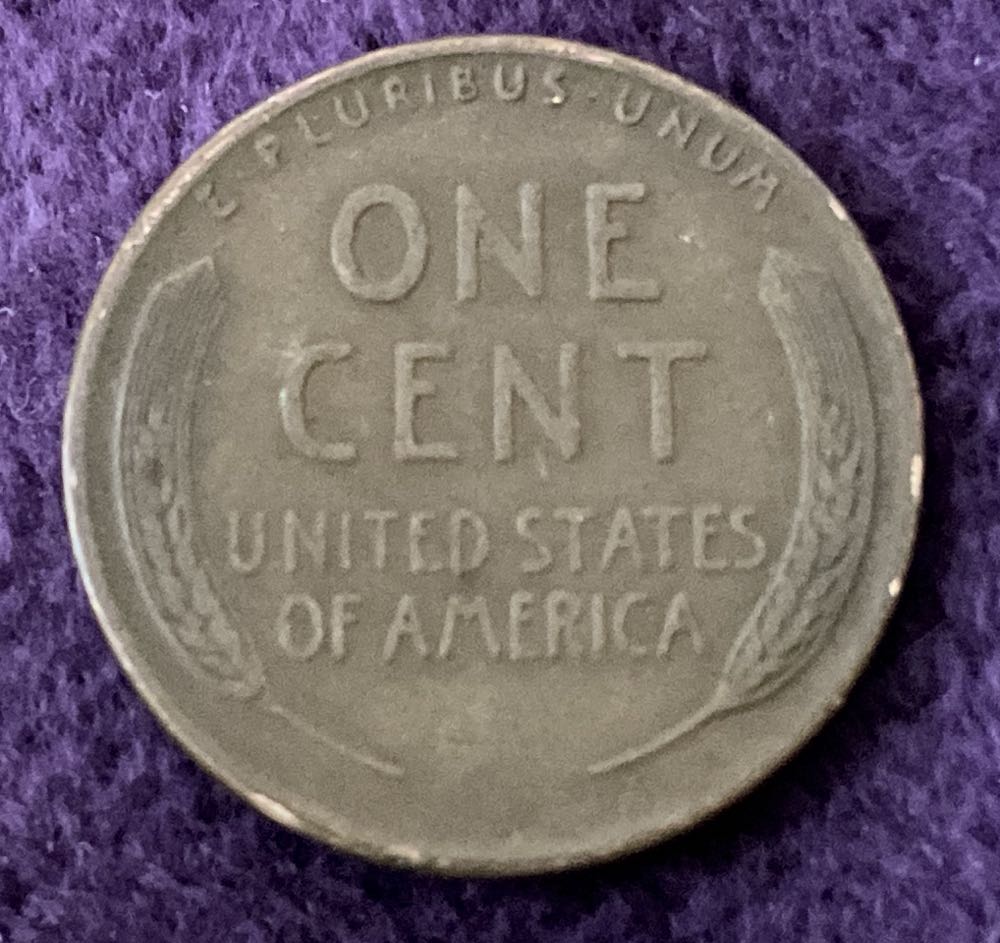 E·PLURIBUS·UNUM
ONE
CENT
UNITED STATES
OF AMERICA